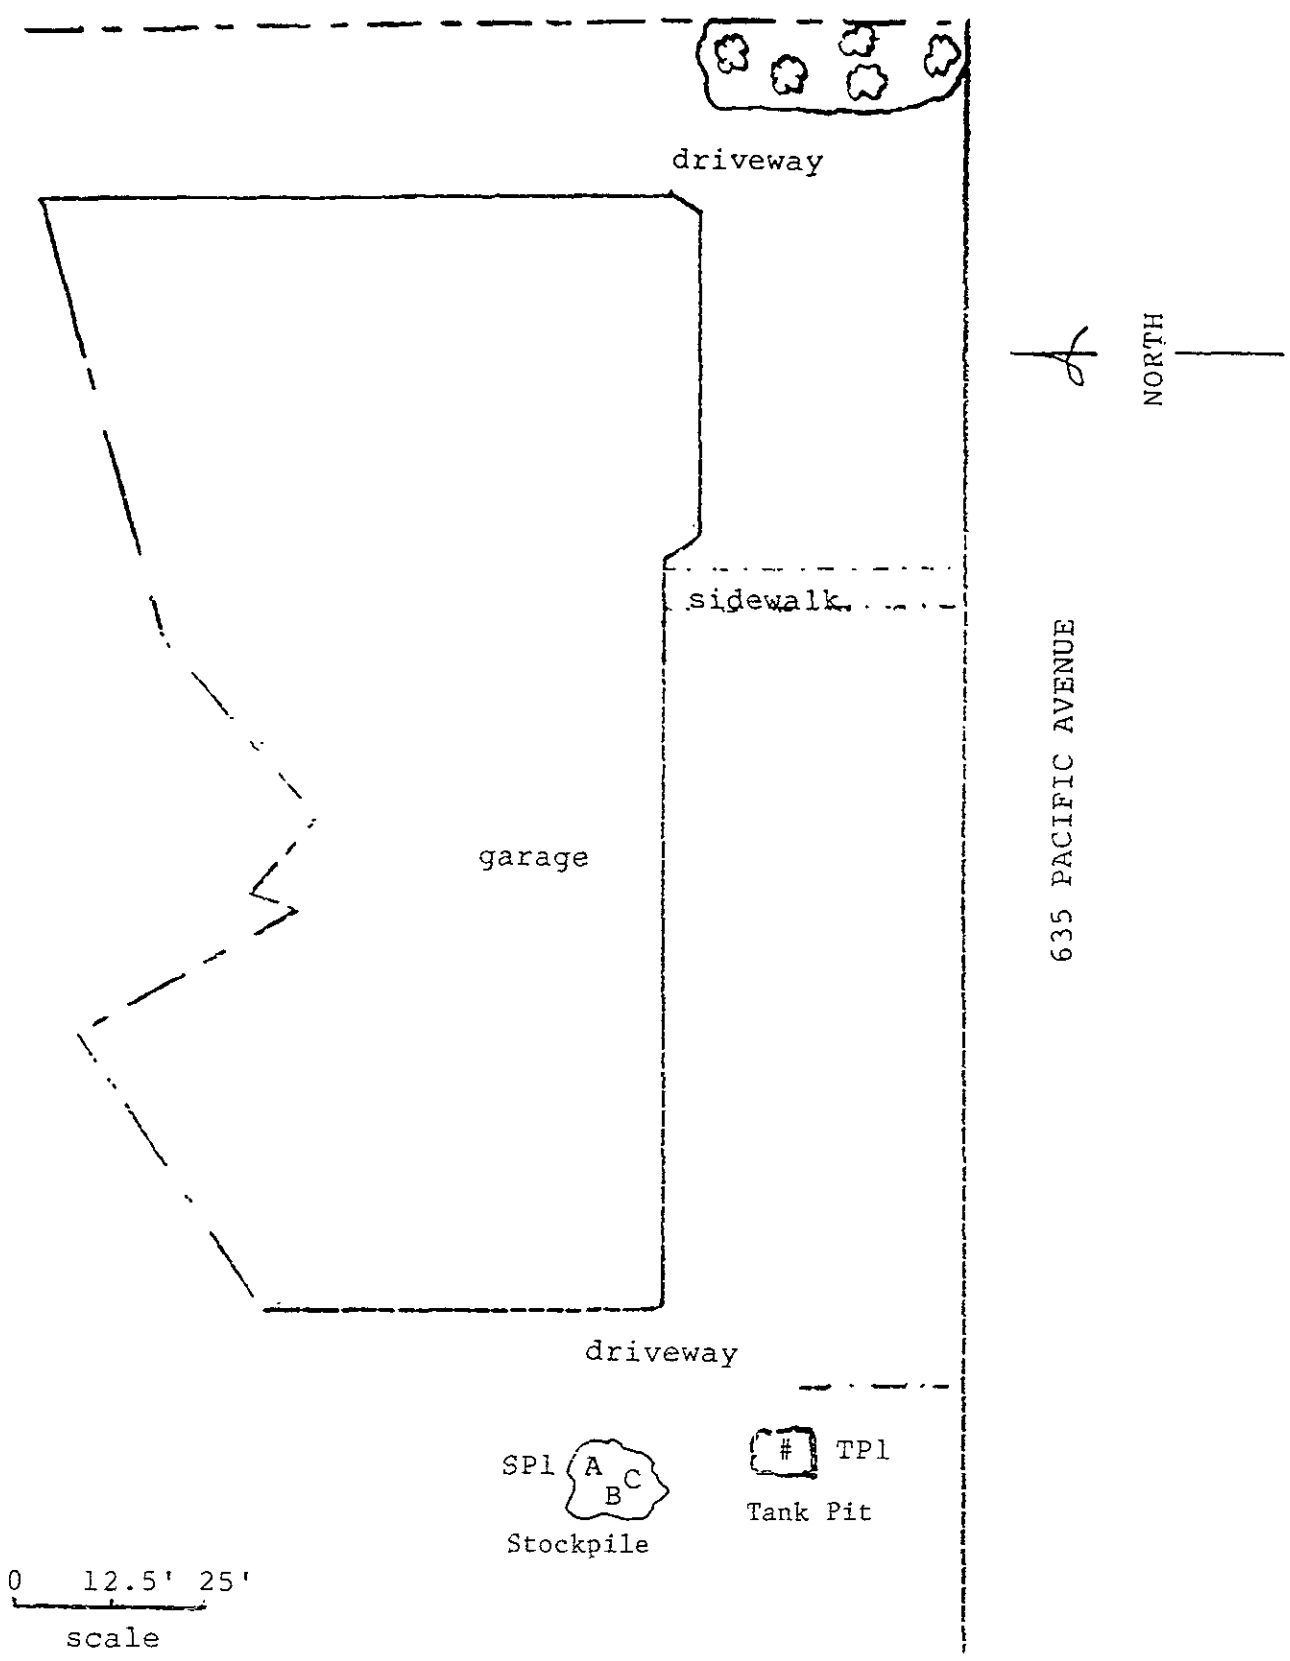 driveway
NORTH
sidewalk
635 PACIFIC AVENUE
garage
driveway
SP1 A B C
# TP1
Tank Pit
Stockpile
0 12.5' 25'
scale